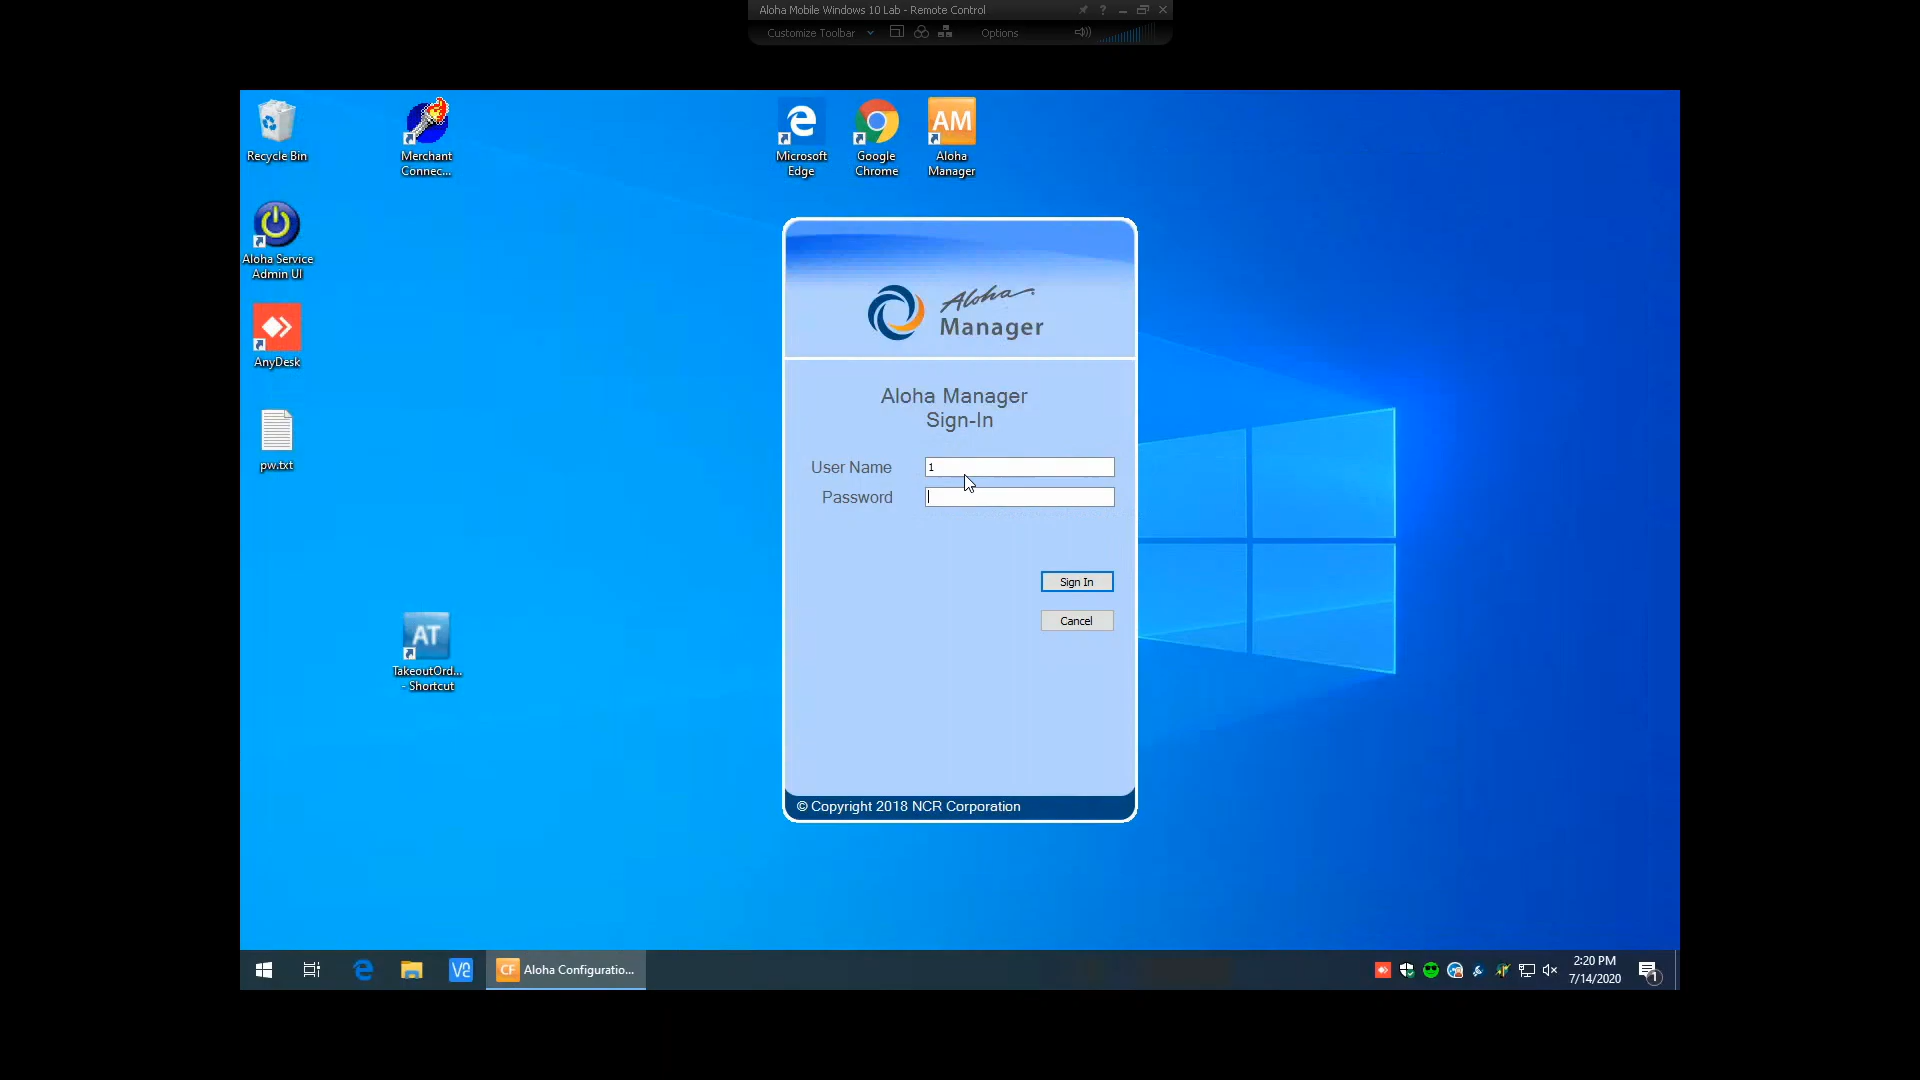 Aloha Mobile Windows 10 Lab - Remote Control
Customize Toolbar
Options
Recycle Bin
Merchant
Connec...
Microsoft
Edge
Google
Chrome
AM
Aloha
Manager
Aloha Service
Admin UI
AnyDesk
pw.txt
AT
TakeoutOrd...
- Shortcut
Aloha
Manager
Aloha Manager
Sign-In
User Name
1
Password
Sign In
Cancel
© Copyright 2018 NCR Corporation
CF
Aloha Configuratio...
2:20 PM
7/14/2020
1